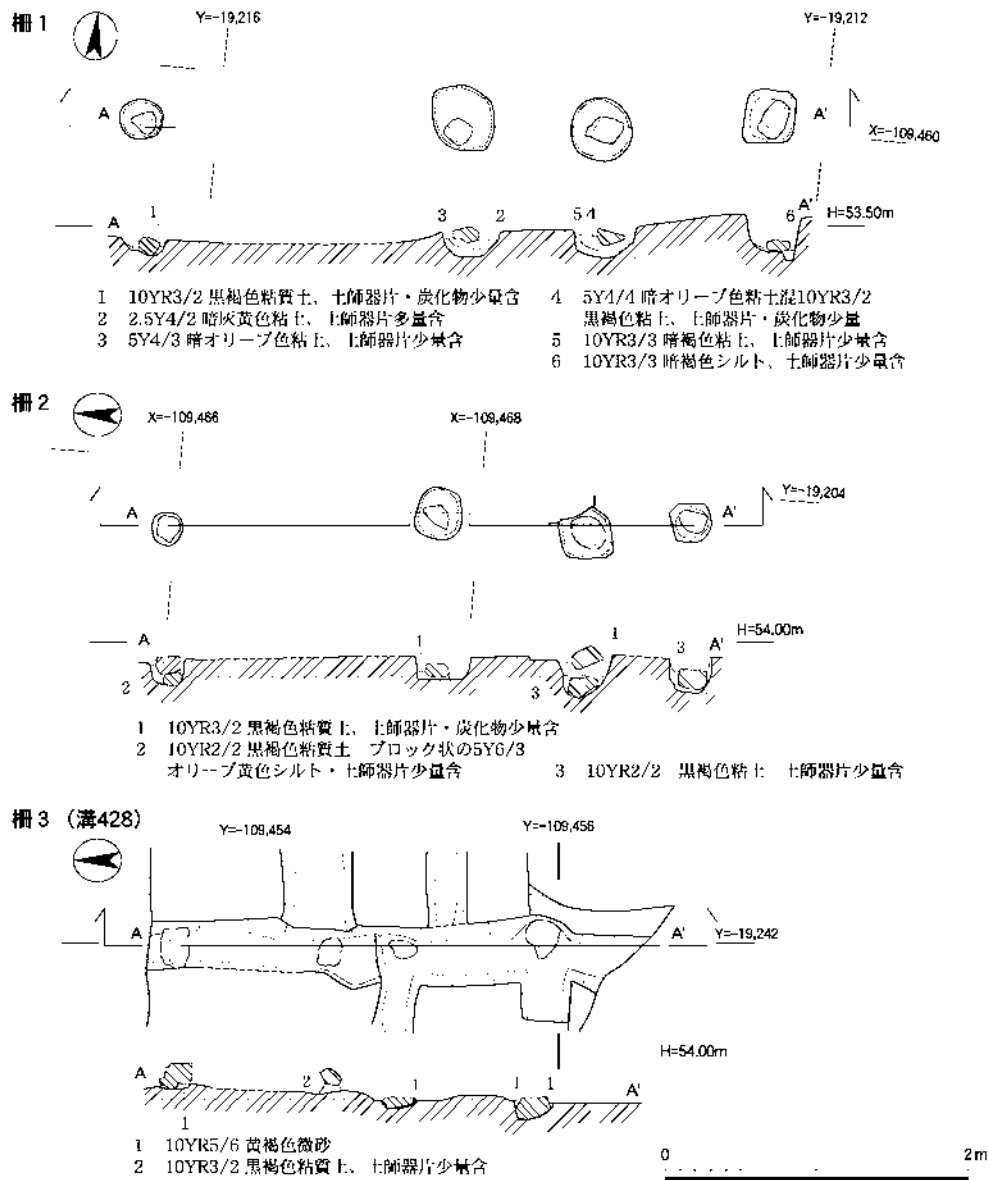 柵1
Y=-19,216
Y=-19,212
A
A'
X=-109,460
A
1
3
2
5 4
6
A'
H=53.50m
1 10YR3/2 黒褐色粘質土、土師器片・炭化物少量含
2 2.5Y4/2 暗灰黄色粘土、土師器片多量含
3 5Y4/3 暗オリーブ色粘土、土師器片少量含
4 5Y4/4 暗オリーブ色粘土混10YR3/2
黒褐色粘土、土師器片・炭化物少量
5 10YR3/3 暗褐色粘土、土師器片少量含
6 10YR3/3 暗褐色シルト、土師器片少量含
柵2
X=-109,466
X=-109,468
Y=-19,204
A
A'
A
2
1
3
1
3
A'
H=54.00m
1 10YR3/2 黒褐色粘質土、土師器片・炭化物少量含
2 10YR2/2 黒褐色粘質土 ブロック状の5Y6/3
オリーブ黄色シルト・土師器片少量含
3 10YR2/2 黒褐色粘土 土師器片少量含
柵3 (溝428)
Y=-109,454
Y=-109,456
A
A'
Y=-19,242
H=54.00m
A
2
1
1
1
A'
1
1 10YR5/6 黄褐色微砂
2 10YR3/2 黒褐色粘質土、土師器片少量含
0
2m